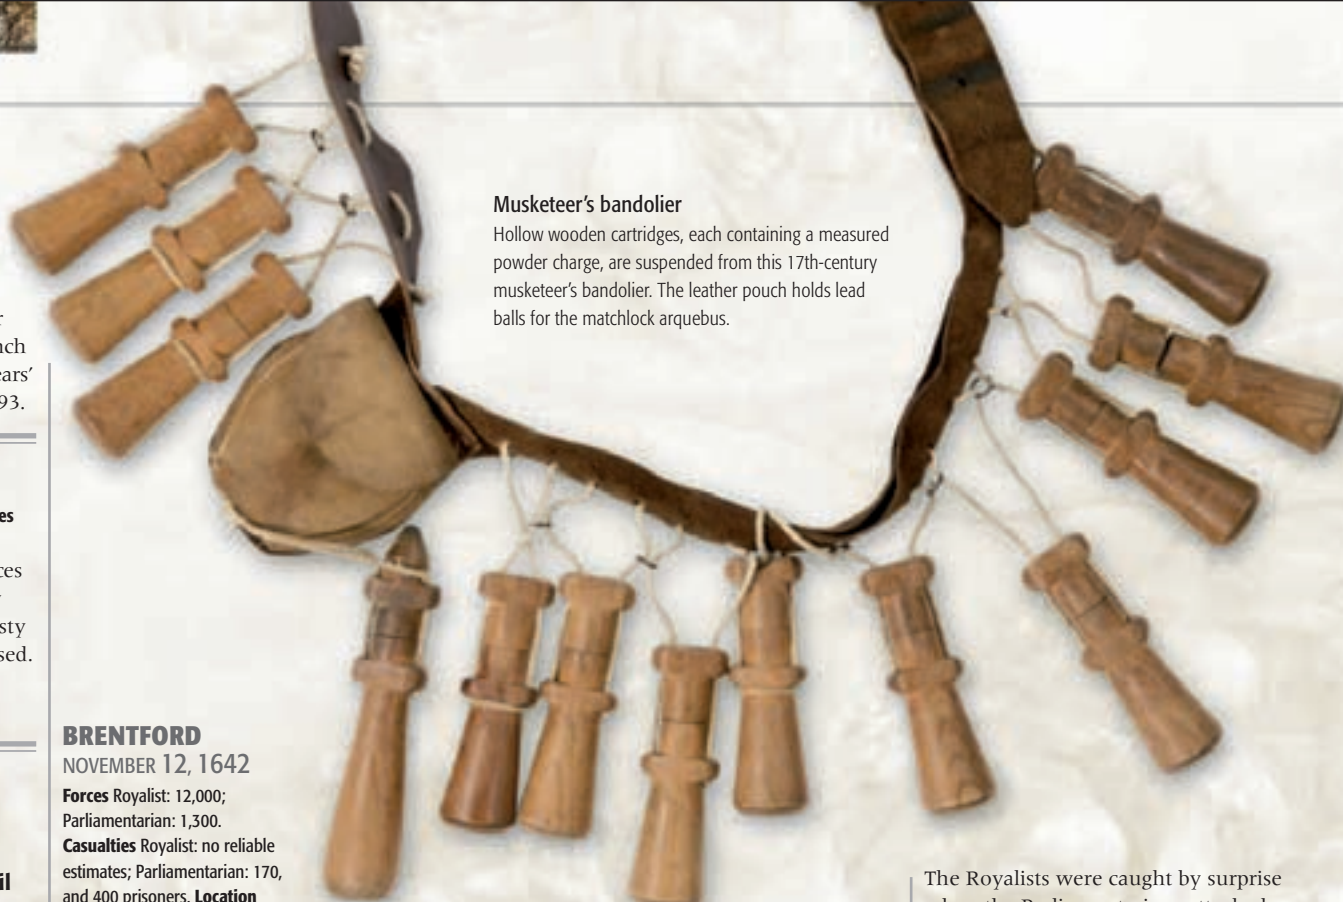 nch
ears'
93.
es
ces
sty
sed.
il
Musketeer's bandolier
Hollow wooden cartridges, each containing a measured
powder charge, are suspended from this 17th-century
musketeer's bandolier. The leather pouch holds lead
balls for the matchlock arquebus.
BRENTFORD
NOVEMBER 12, 1642
Forces Royalist: 12,000;
Parliamentarian: 1,300.
Casualties Royalist: no reliable
estimates; Parliamentarian: 170,
and 400 prisoners. Location
The Royalists were caught by surprise